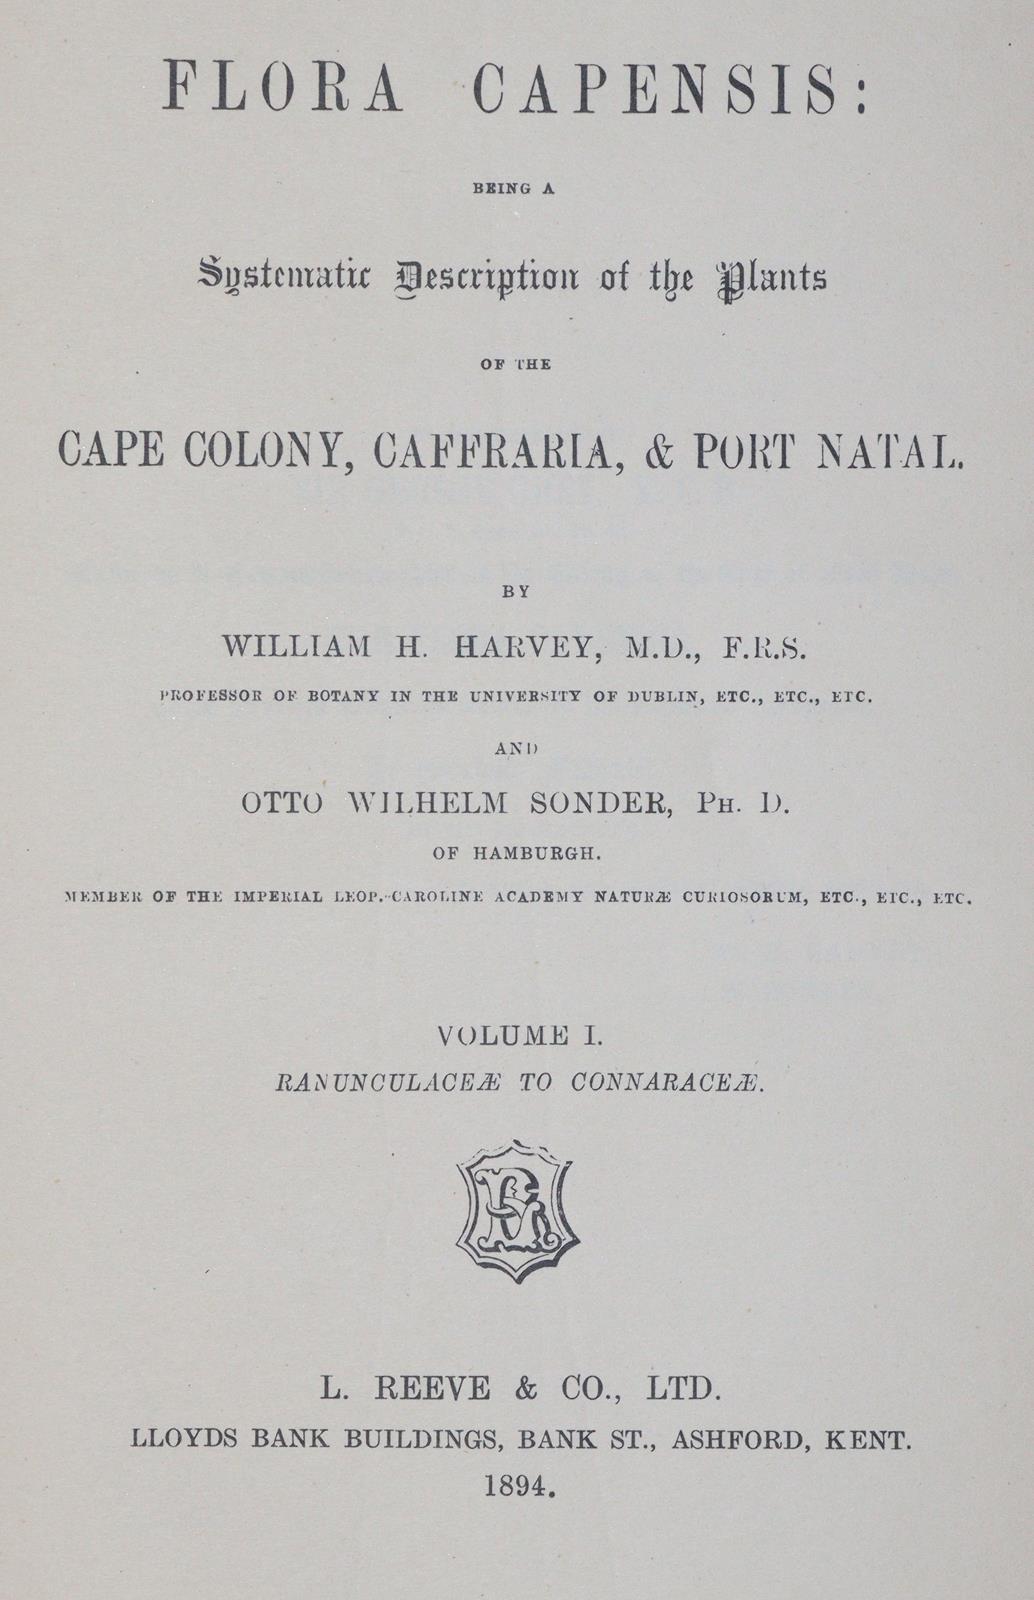 FLORA CAPENSIS:
BEING A
Systematic Description of the Plants
OF THE
CAPE COLONY, CAFFRARIA, & PORT NATAL.
BY
WILLIAM H. HARVEY, M.D., F.R.S.
PROFESSOR OF BOTANY IN THE UNIVERSITY OF DUBLIN, ETC., ETC., ETC.
AND
OTTO WILHELM SONDER, PH. D.
OF HAMBURGH.
MEMBER OF THE IMPERIAL LEOP.-CAROLINE ACADEMY NATURÆ CURIOSORUM, ETC., ETC., ETC.
VOLUME I.
RANUNCULACEÆ TO CONNARACEÆ.
L. REEVE & CO., LTD.
LLOYDS BANK BUILDINGS, BANK ST., ASHFORD, KENT.
1894.